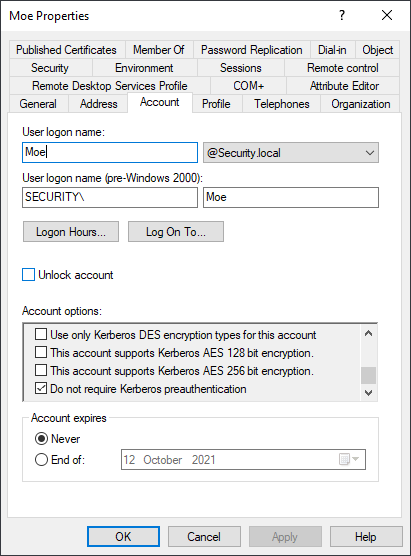 Moe Properties
Published Certificates Member Of Password Replication Dial-in Object
Security Environment Sessions Remote control
Remote Desktop Services Profile COM+ Attribute Editor
General Address Account Profile Telephones Organization
User logon name:
Moe @Security.local
User logon name (pre-Windows 2000):
SECURITY\ Moe
Logon Hours... Log On To...
Unlock account
Account options:
Use only Kerberos DES encryption types for this account
This account supports Kerberos AES 128 bit encryption.
This account supports Kerberos AES 256 bit encryption.
Do not require Kerberos preauthentication
Account expires
Never
End of: 12 October 2021
OK Cancel Apply Help